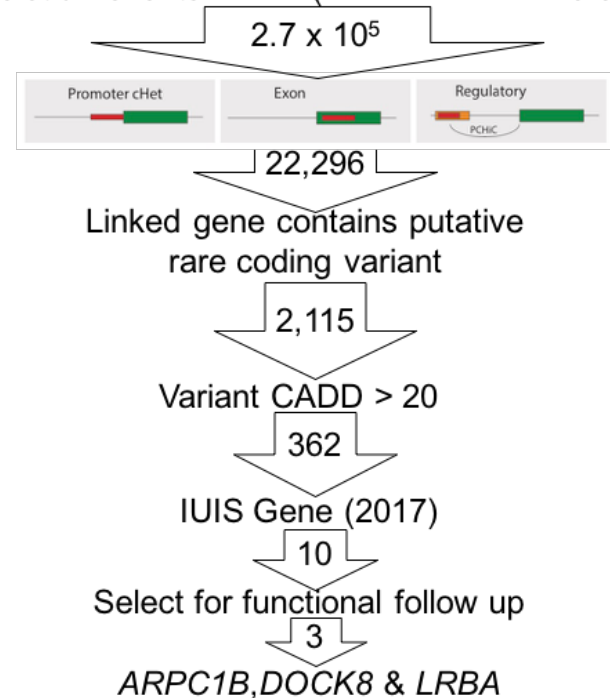 2.7 x 10⁵
Promoter cHet
Exon
Regulatory
PCHiC
22,296
Linked gene contains putative
rare coding variant
2,115
Variant CADD > 20
362
IUIS Gene (2017)
10
Select for functional follow up
3
ARPC1B,DOCK8 & LRBA